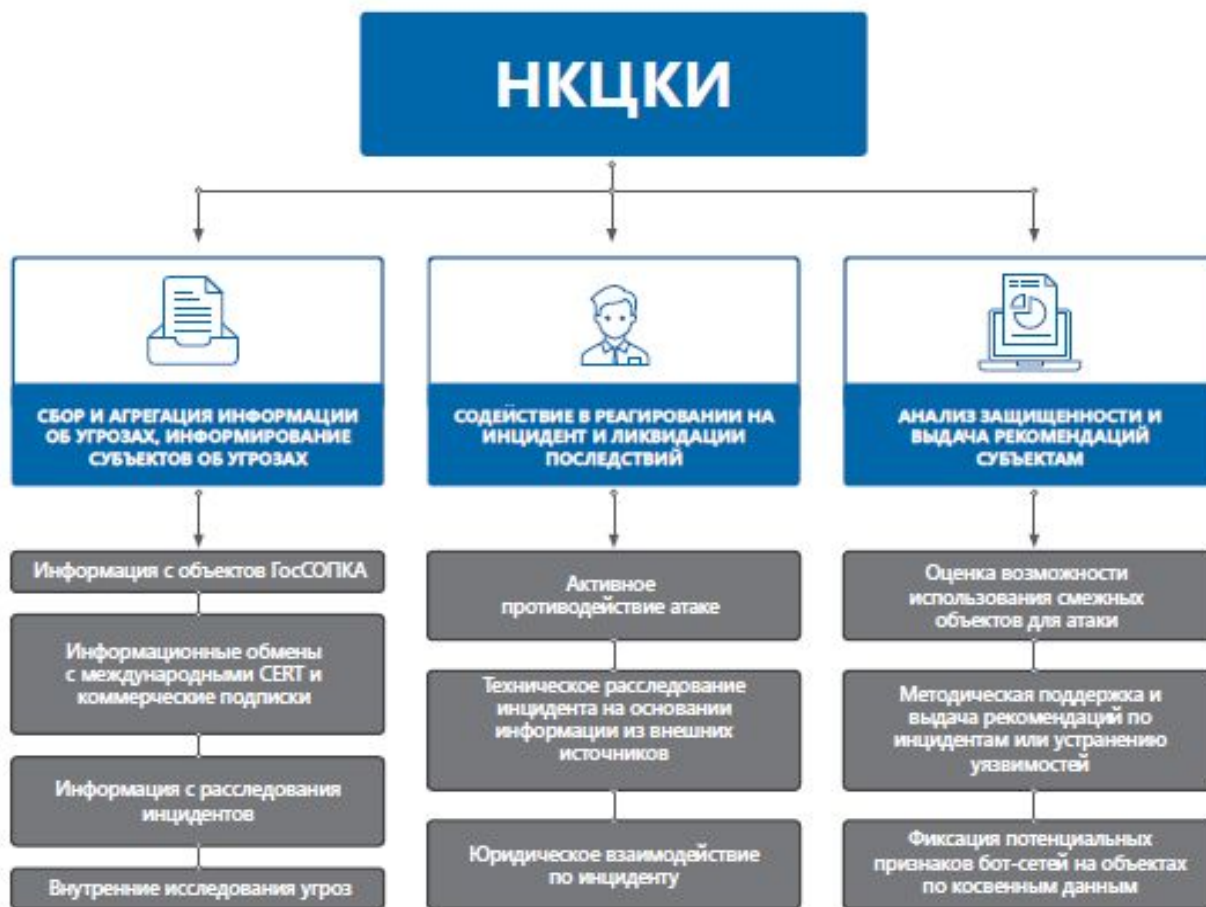 НКЦКИ
СБОР И АГРЕГАЦИЯ ИНФОРМАЦИИ
ОБ УГРОЗАХ, ИНФОРМИРОВАНИЕ
СУБЪЕКТОВ ОБ УГРОЗАХ
Информация с объектов ГосСОПКА
Информационные обмены
с международными CERT и
коммерческие подписки
Информация с расследования
инцидентов
Внутренние исследования угроз
СОДЕЙСТВИЕ В РЕАГИРОВАНИИ НА
ИНЦИДЕНТ И ЛИКВИДАЦИИ
ПОСЛЕДСТВИЙ
Активное
противодействие атаке
Техническое расследование
инцидента на основании
информации из внешних
источников
Юридическое взаимодействие
по инциденту
АНАЛИЗ ЗАЩИЩЕННОСТИ И
ВЫДАЧА РЕКОМЕНДАЦИЙ
СУБЪЕКТАМ
Оценка возможности
использования смежных
объектов для атаки
Методическая поддержка и
выдача рекомендаций по
инцидентам или устранению
уязвимостей
Фиксация потенциальных
признаков бот-сетей на объектах
по косвенным данным